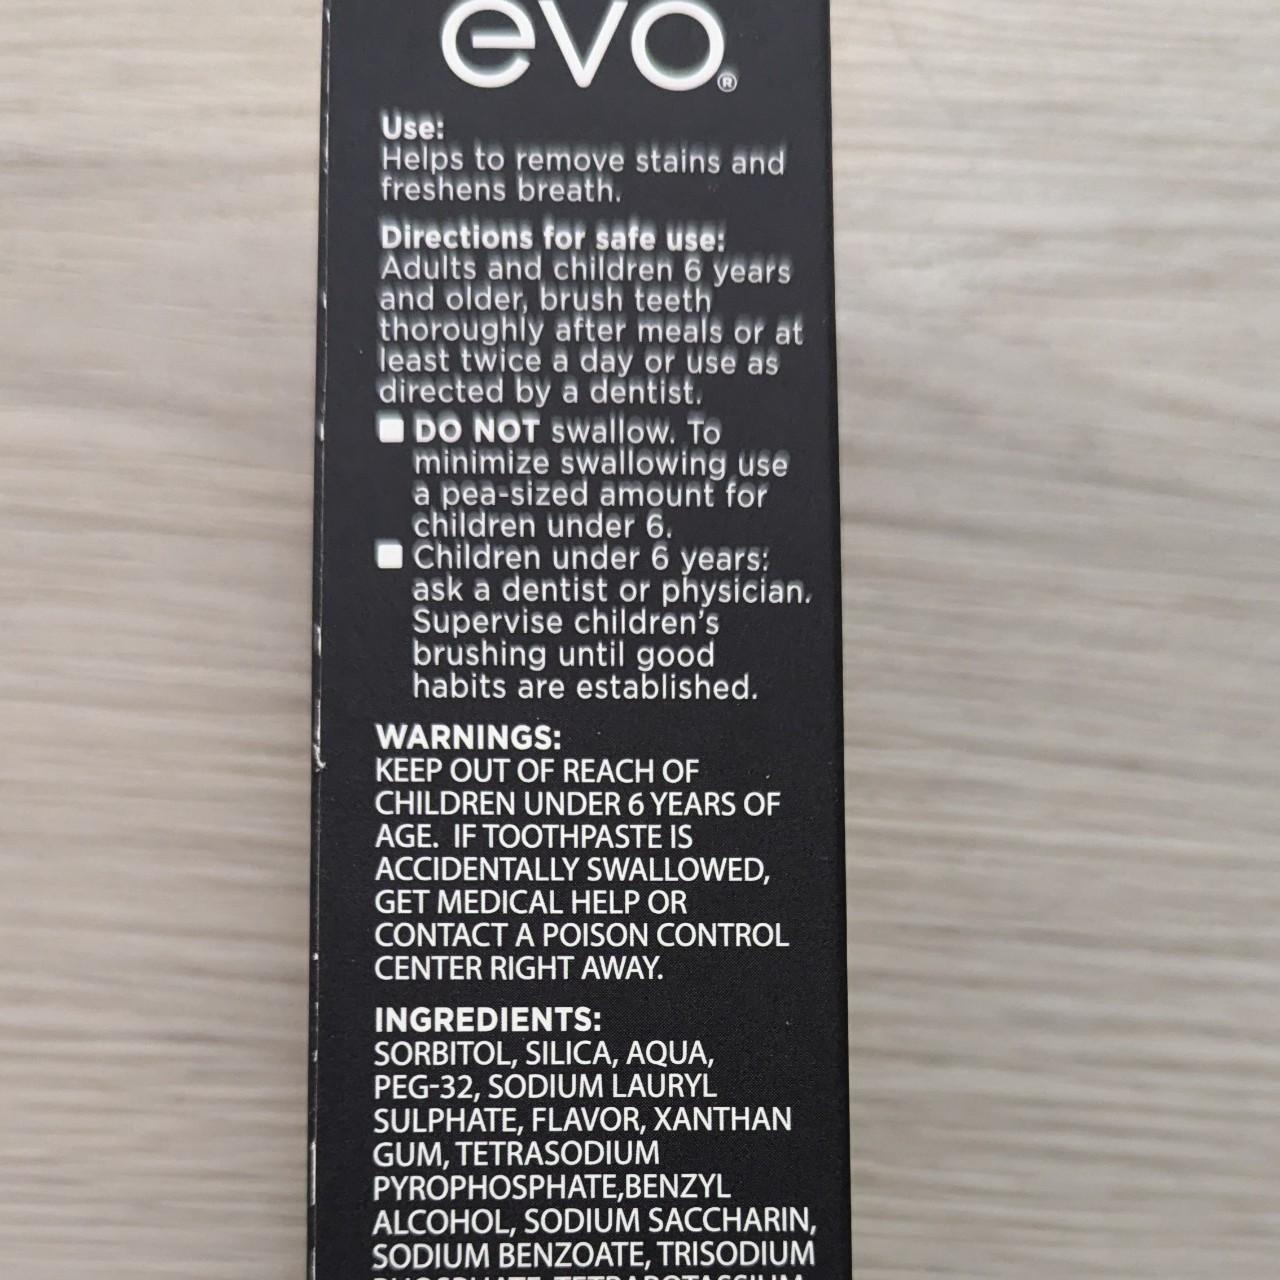 evo®
Use:
Helps to remove stains and
freshens breath.
Directions for safe use:
Adults and children 6 years
and older, brush teeth
thoroughly after meals or at
least twice a day or use as
directed by a dentist.
DO NOT swallow. To
minimize swallowing use
a pea-sized amount for
children under 6.
Children under 6 years:
ask a dentist or physician.
Supervise children's
brushing until good
habits are established.
WARNINGS:
KEEP OUT OF REACH OF
CHILDREN UNDER 6 YEARS OF
AGE. IF TOOTHPASTE IS
ACCIDENTALLY SWALLOWED,
GET MEDICAL HELP OR
CONTACT A POISON CONTROL
CENTER RIGHT AWAY.
INGREDIENTS:
SORBITOL, SILICA, AQUA,
PEG-32, SODIUM LAURYL
SULPHATE, FLAVOR, XANTHAN
GUM, TETRASODIUM
PYROPHOSPHATE,BENZYL
ALCOHOL, SODIUM SACCHARIN,
SODIUM BENZOATE, TRISODIUM
PHOSPHATE, TETRAPOTASSIUM